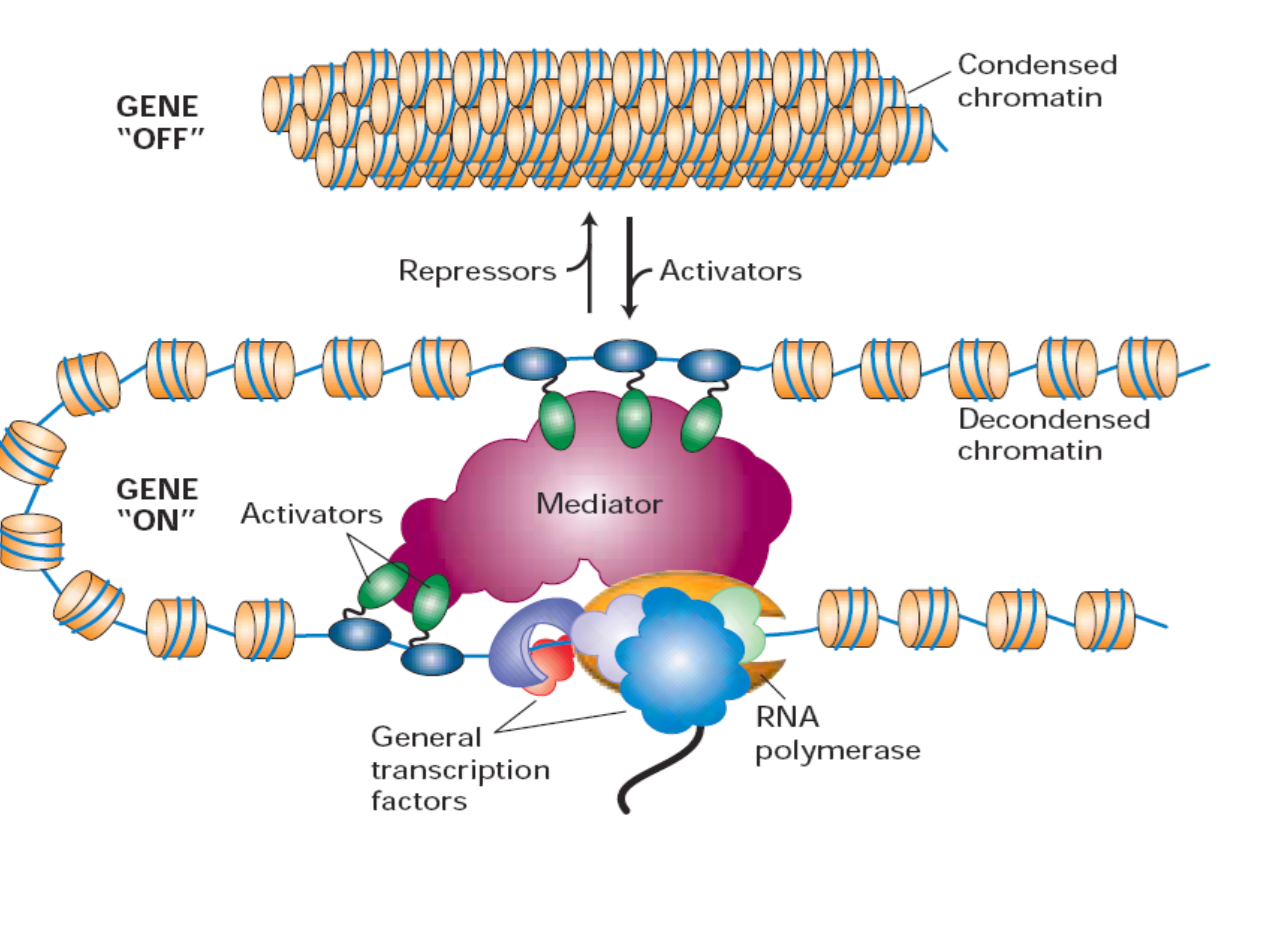 Condensed
chromatin
GENE
“OFF”
Repressors
Activators
Decondensed
chromatin
GENE
“ON”
Activators
Mediator
General
transcription
factors
RNA
polymerase